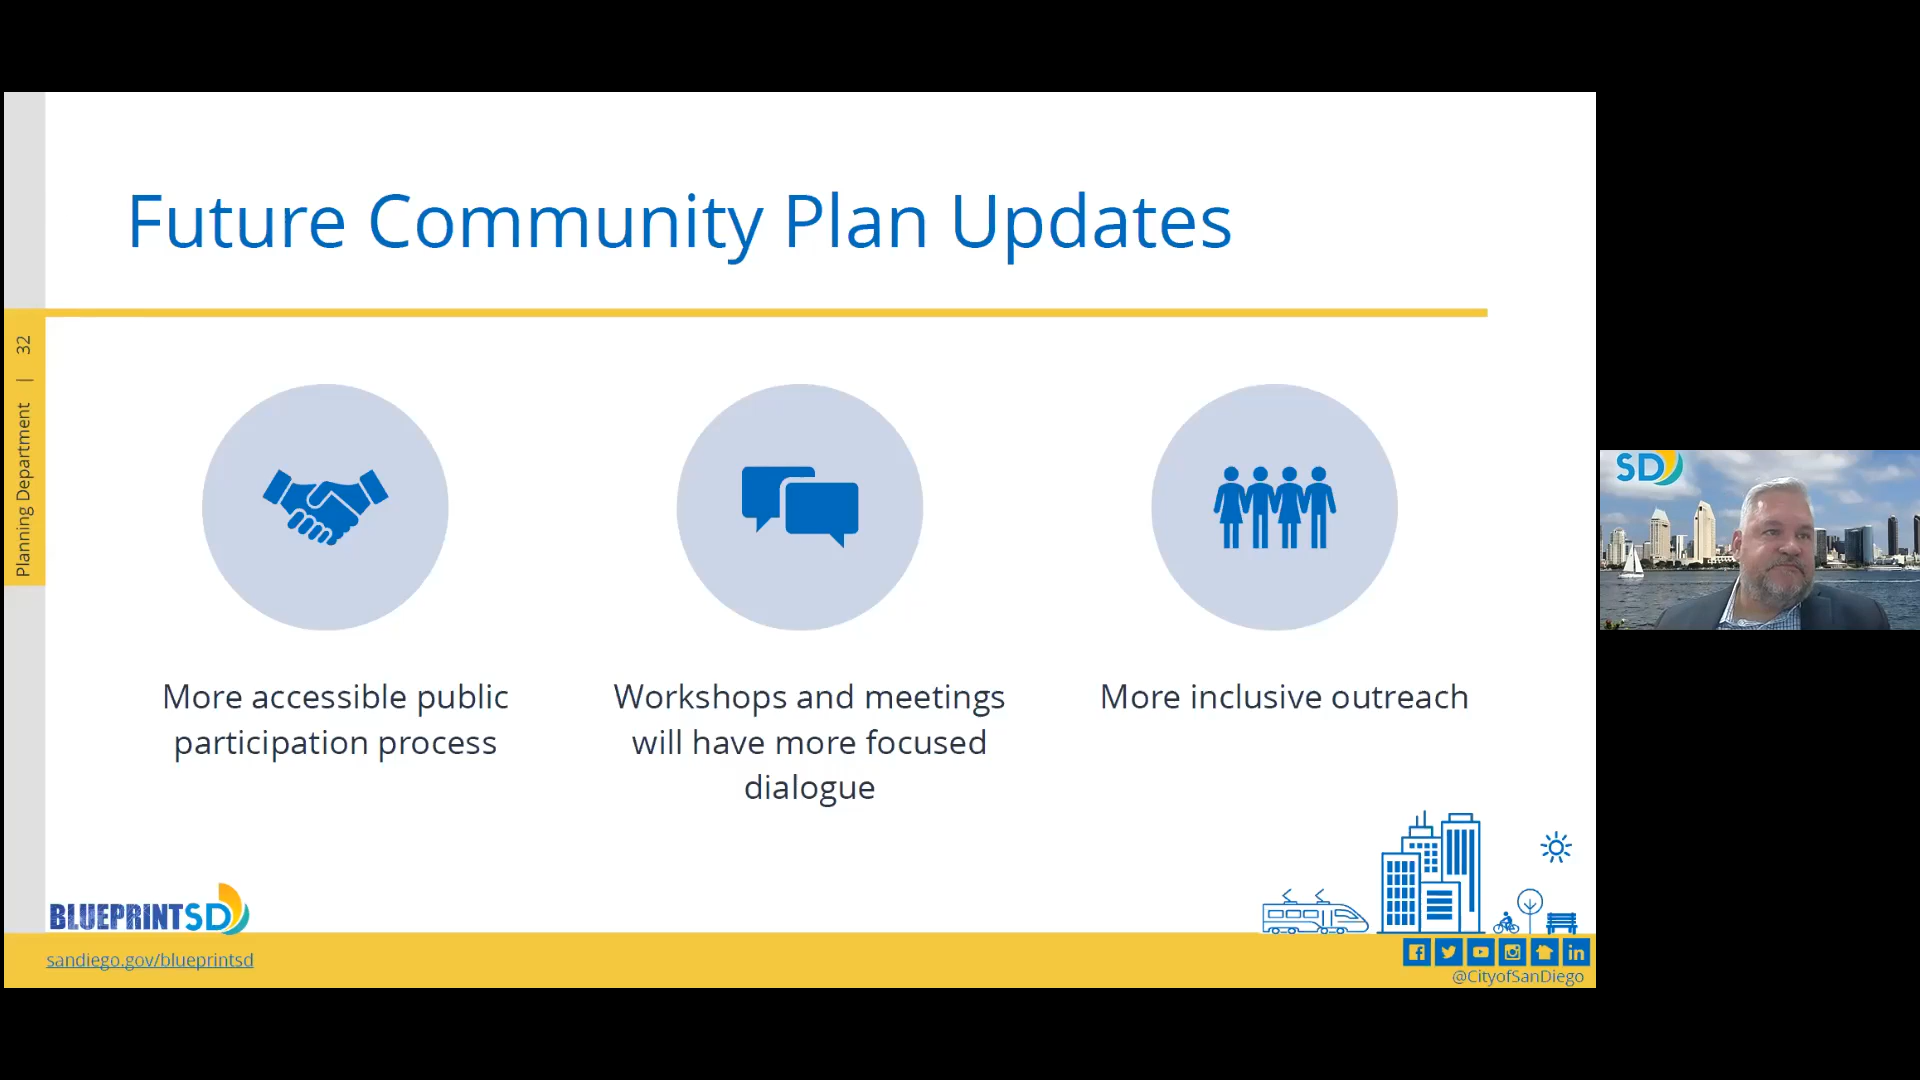 Future Community Plan Updates
Planning Department | 32
More accessible public
participation process
Workshops and meetings
will have more focused
dialogue
More inclusive outreach
BLUEPRINTSD
sandiego.gov/blueprintsd
@CityofSanDiego
SD